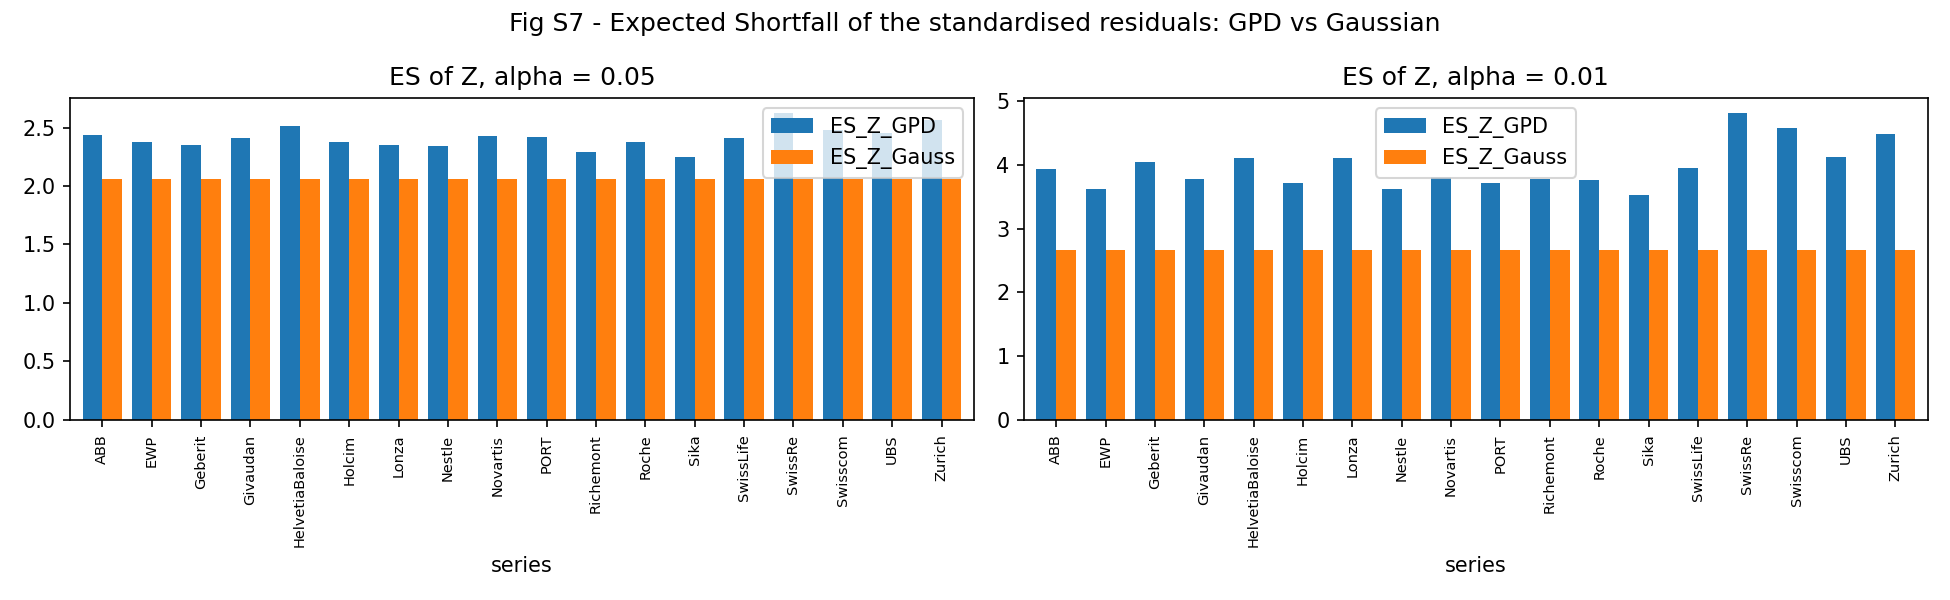 Fig S7 - Expected Shortfall of the standardised residuals: GPD vs Gaussian
ES of Z, alpha = 0.05
ES_Z_GPD
ES_Z_Gauss
2.5
2.0
1.5
1.0
0.5
0.0
ABB
EWP
Geberit
Givaudan
HelvetiaBaloise
Holcim
Lonza
Nestle
Novartis
PORT
Richemont
Roche
Sika
SwissLife
SwissRe
Swisscom
UBS
Zurich
series
ES of Z, alpha = 0.01
ES_Z_GPD
ES_Z_Gauss
5
4
3
2
1
0
ABB
EWP
Geberit
Givaudan
HelvetiaBaloise
Holcim
Lonza
Nestle
Novartis
PORT
Richemont
Roche
Sika
SwissLife
SwissRe
Swisscom
UBS
Zurich
series